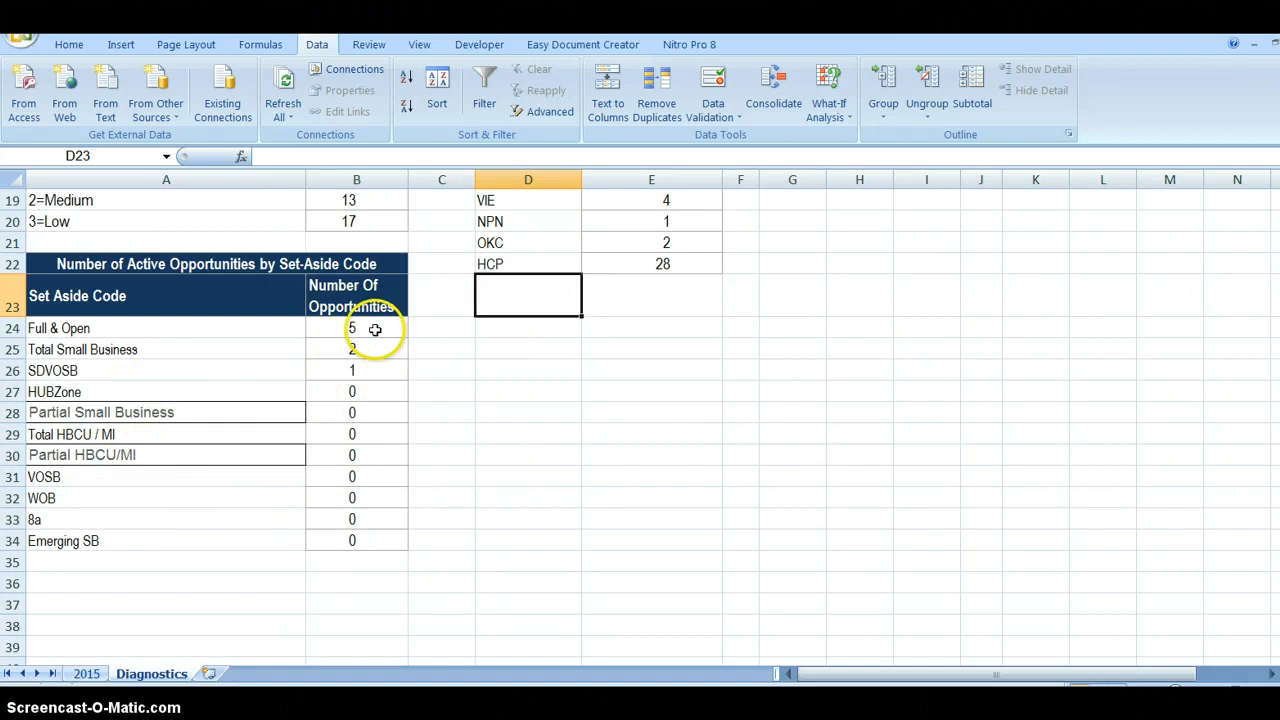 Home Insert Page Layout Formulas Data Review View Developer Easy Document Creator Nitro Pro 8
From Access
From Web
From Text
From Other Sources
Existing Connections
Get External Data
Refresh All
Connections
Properties
Edit Links
Connections
Sort
Filter
Clear
Reapply
Advanced
Sort & Filter
Text to Columns
Remove Duplicates
Data Validation
Consolidate
What-If Analysis
Data Tools
Group
Ungroup
Subtotal
Show Detail
Hide Detail
Outline
D23 fx
A B C D E F G H I J K L M N
19 2=Medium 13 VIE 4
20 3=Low 17 NPN 1
21 OKC 2
22 Number of Active Opportunities by Set-Aside Code HCP 28
23 Set Aside Code Number Of Opportunities
24 Full & Open 5
25 Total Small Business 2
26 SDVOSB 1
27 HUBZone 0
28 Partial Small Business 0
29 Total HBCU / MI 0
30 Partial HBCU/MI 0
31 VOSB 0
32 WOB 0
33 8a 0
34 Emerging SB 0
35
36
37
38
39
2015 Diagnostics
Screencast-O-Matic.com